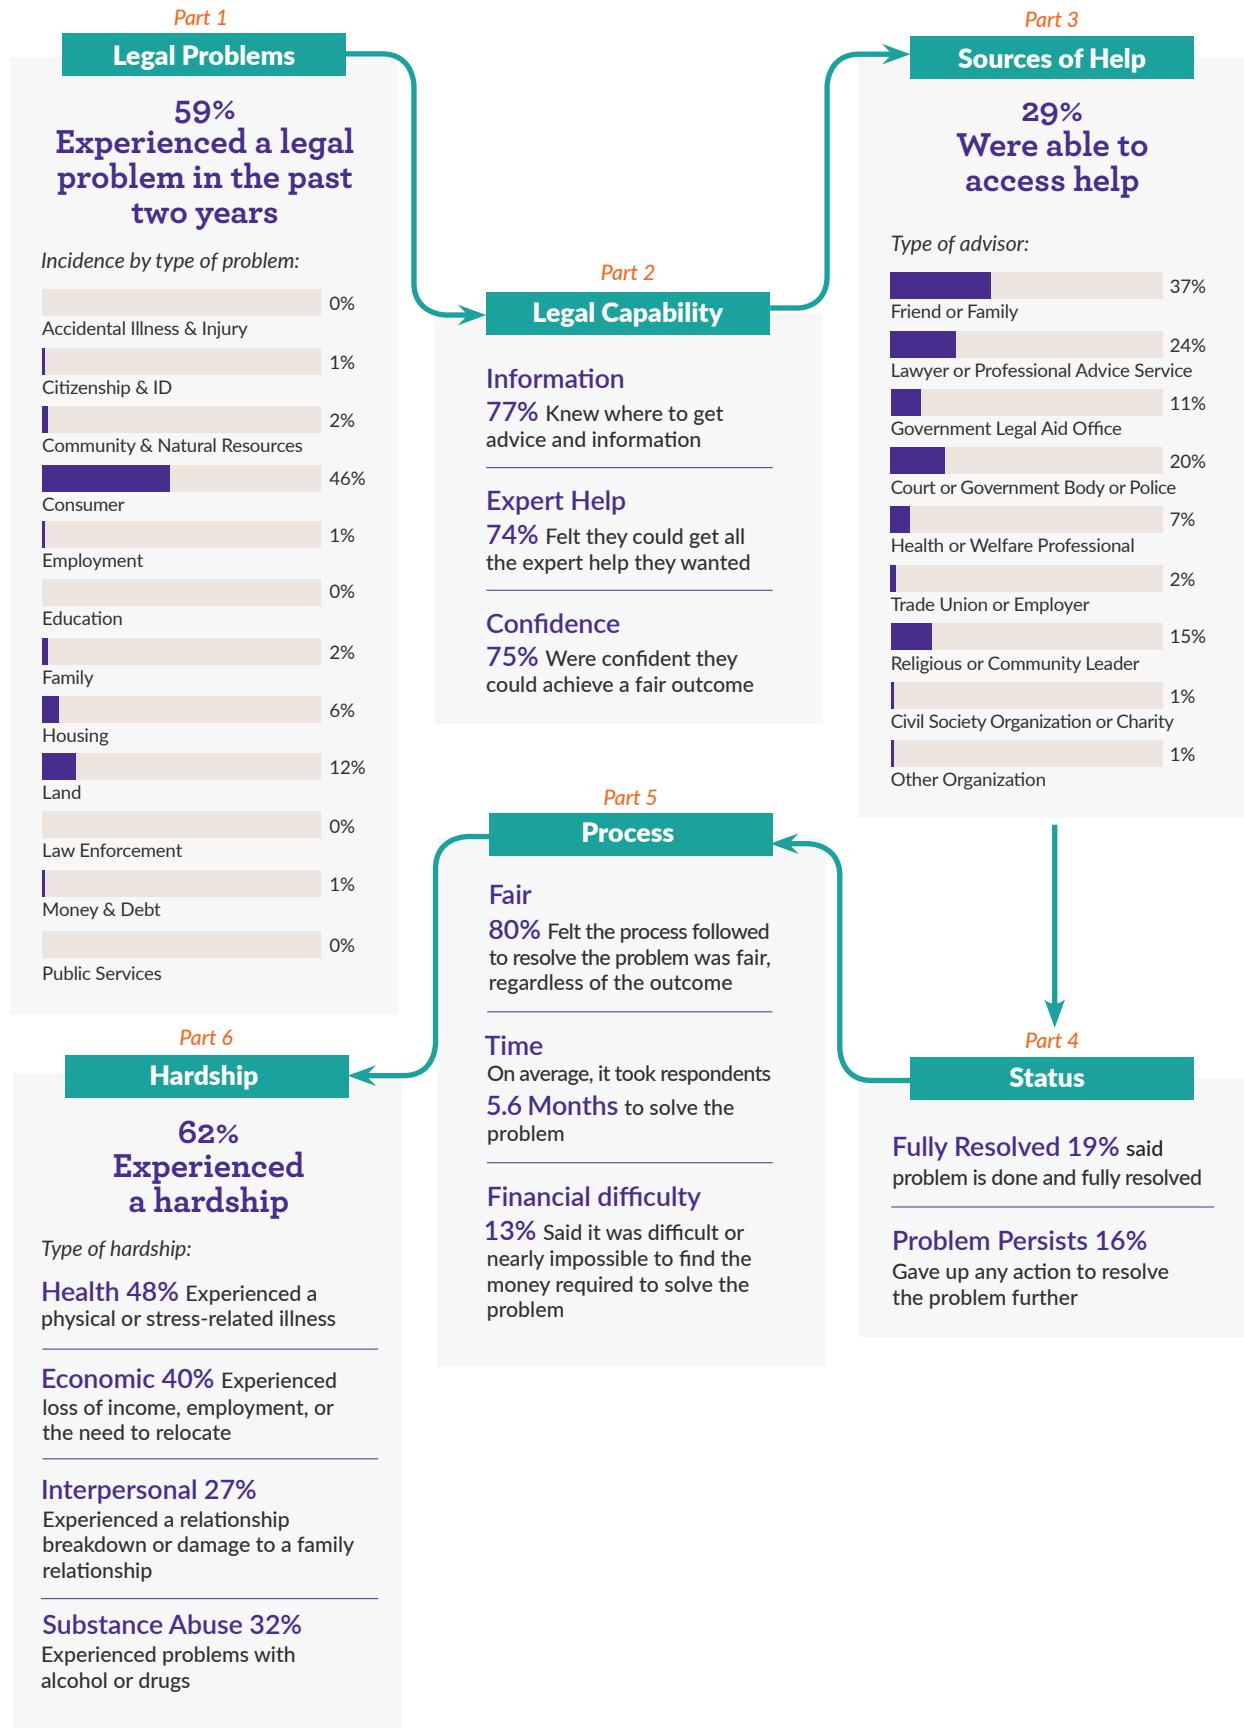 Part 1
Legal Problems
59%
Experienced a legal
problem in the past
two years
Incidence by type of problem:
0%
Accidental Illness & Injury
1%
Citizenship & ID
2%
Community & Natural Resources
46%
Consumer
1%
Employment
0%
Education
2%
Family
6%
Housing
12%
Land
0%
Law Enforcement
1%
Money & Debt
0%
Public Services
Part 2
Legal Capability
Information
77% Knew where to get
advice and information
Expert Help
74% Felt they could get all
the expert help they wanted
Confidence
75% Were confident they
could achieve a fair outcome
Part 3
Sources of Help
29%
Were able to
access help
Type of advisor:
37%
Friend or Family
24%
Lawyer or Professional Advice Service
11%
Government Legal Aid Office
20%
Court or Government Body or Police
7%
Health or Welfare Professional
2%
Trade Union or Employer
15%
Religious or Community Leader
1%
Civil Society Organization or Charity
1%
Other Organization
Part 4
Status
Fully Resolved 19% said
problem is done and fully resolved
Problem Persists 16%
Gave up any action to resolve
the problem further
Part 5
Process
Fair
80% Felt the process followed
to resolve the problem was fair,
regardless of the outcome
Time
On average, it took respondents
5.6 Months to solve the
problem
Financial difficulty
13% Said it was difficult or
nearly impossible to find the
money required to solve the
problem
Part 6
Hardship
62%
Experienced
a hardship
Type of hardship:
Health 48% Experienced a
physical or stress-related illness
Economic 40% Experienced
loss of income, employment, or
the need to relocate
Interpersonal 27%
Experienced a relationship
breakdown or damage to a family
relationship
Substance Abuse 32%
Experienced problems with
alcohol or drugs